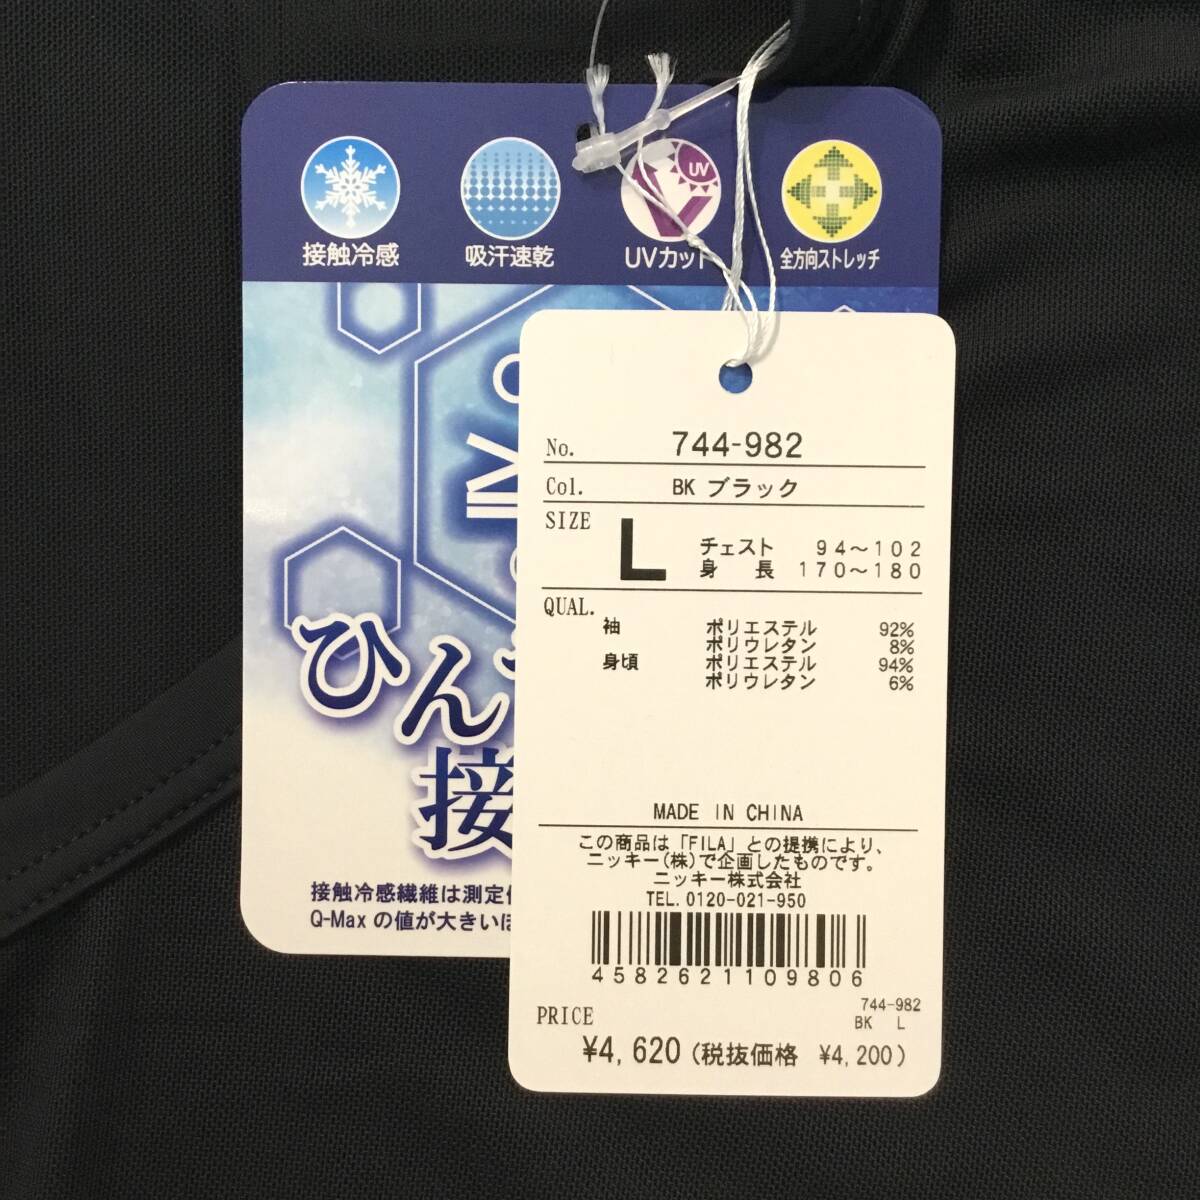 接触冷感
吸汗速乾
UVカット
UV
全方向ストレッチ
ひん
接
接触冷感繊維は測定
Q-Max の値が大きいほ
No. 744-982
Col. BK ブラック
SIZE L
チェスト 94～102
身長 170～180
QUAL.
袖 ポリエステル 92%
ポリウレタン 8%
身頃 ポリエステル 94%
ポリウレタン 6%
MADE IN CHINA
この商品は「FILA」との提携により、
ニッキー(株)で企画したものです。
ニッキー株式会社
TEL. 0120-021-950
4582621109806
744-982
BK L
PRICE
¥4,620 (税抜価格 ¥4,200)